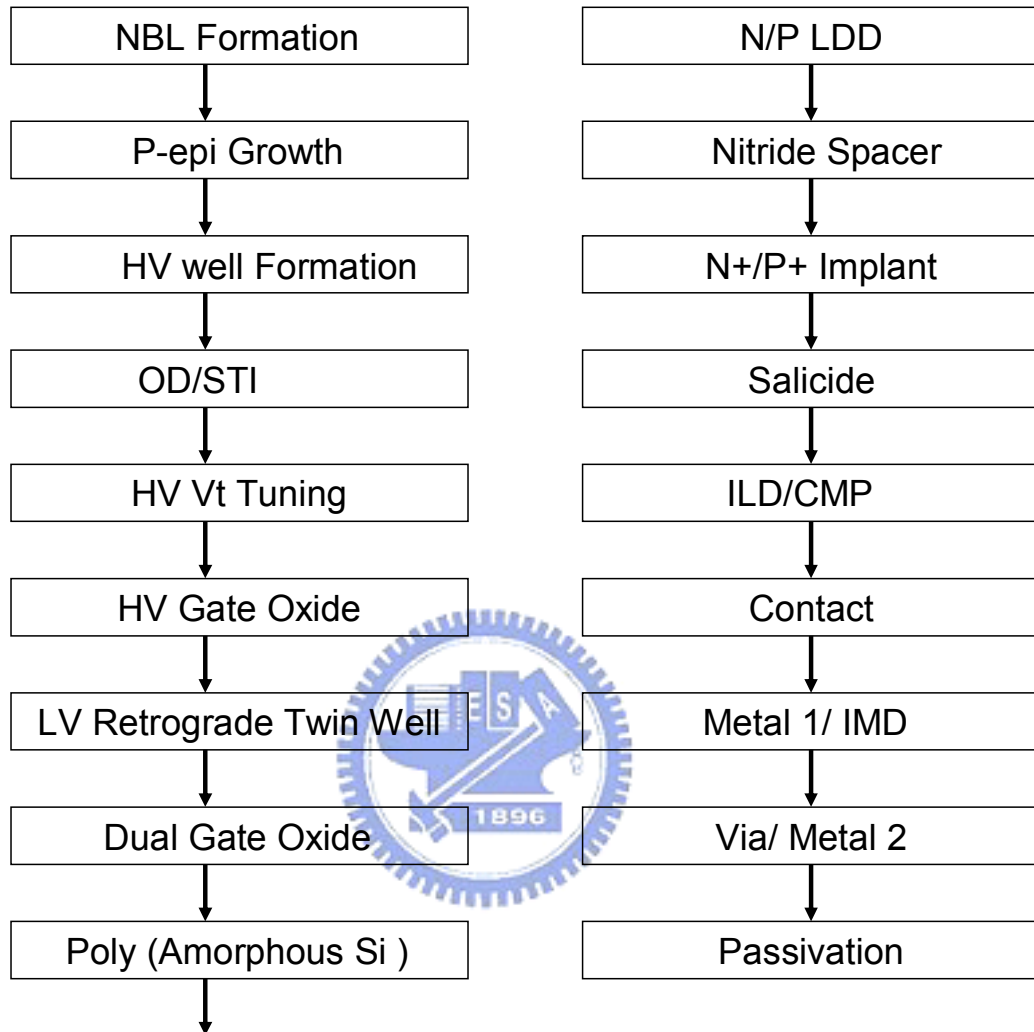 NBL Formation
P-epi Growth
HV well Formation
OD/STI
HV Vt Tuning
HV Gate Oxide
LV Retrograde Twin Well
Dual Gate Oxide
Poly (Amorphous Si )
N/P LDD
Nitride Spacer
N+/P+ Implant
Salicide
ILD/CMP
Contact
Metal 1/ IMD
Via/ Metal 2
Passivation
E S A
1896